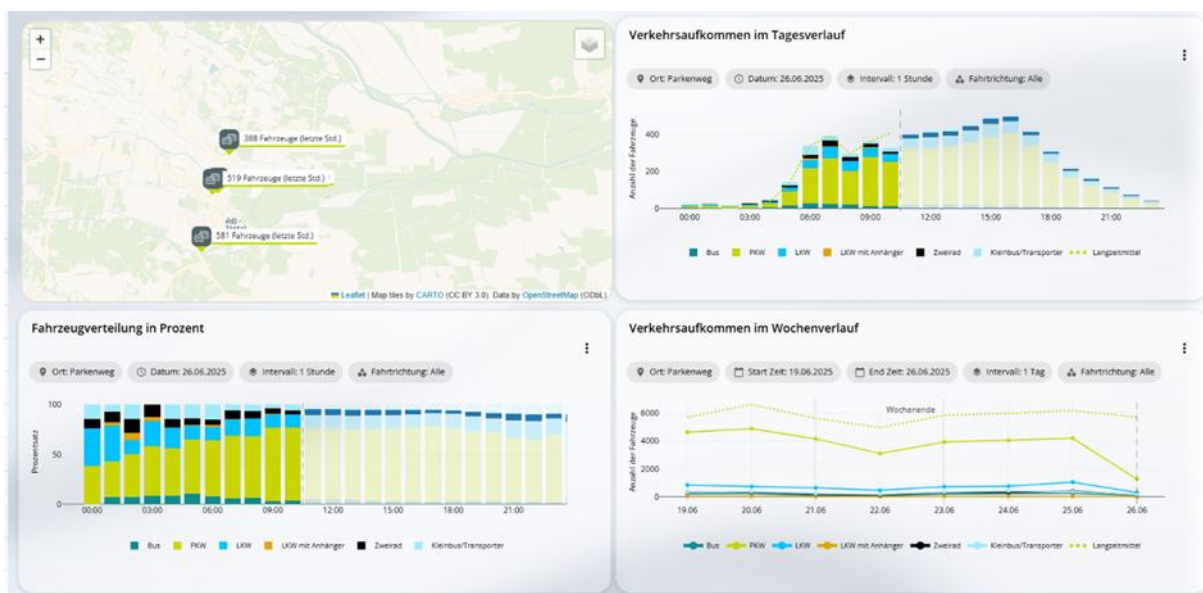 +
−
388 Fahrzeuge (letzte Std.)
519 Fahrzeuge (letzte Std.)
581 Fahrzeuge (letzte Std.)
Leaflet | Map tiles by CARTO (CC BY 3.0). Data by OpenStreetMap (ODbL)
Verkehrsaufkommen im Tagesverlauf
Ort: Parkenweg Datum: 26.06.2025 Intervall: 1 Stunde Fahrtrichtung: Alle
Anzahl der Fahrzeuge
400
200
0
00:00 03:00 06:00 09:00 12:00 15:00 18:00 21:00
Bus PKW LKW LKW mit Anhänger Zweirad Kleinbus/Transporter Langzeitmittel
Fahrzeugverteilung in Prozent
Ort: Parkenweg Datum: 26.06.2025 Intervall: 1 Stunde Fahrtrichtung: Alle
Prozentsatz
100
50
0
00:00 03:00 06:00 09:00 12:00 15:00 18:00 21:00
Bus PKW LKW LKW mit Anhänger Zweirad Kleinbus/Transporter
Verkehrsaufkommen im Wochenverlauf
Ort: Parkenweg Start Zeit: 19.06.2025 End Zeit: 26.06.2025 Intervall: 1 Tag Fahrtrichtung: Alle
Anzahl der Fahrzeuge
Wochenende
6000
4000
2000
0
19.06 20.06 21.06 22.06 23.06 24.06 25.06 26.06
Bus PKW LKW LKW mit Anhänger Zweirad Kleinbus/Transporter Langzeitmittel